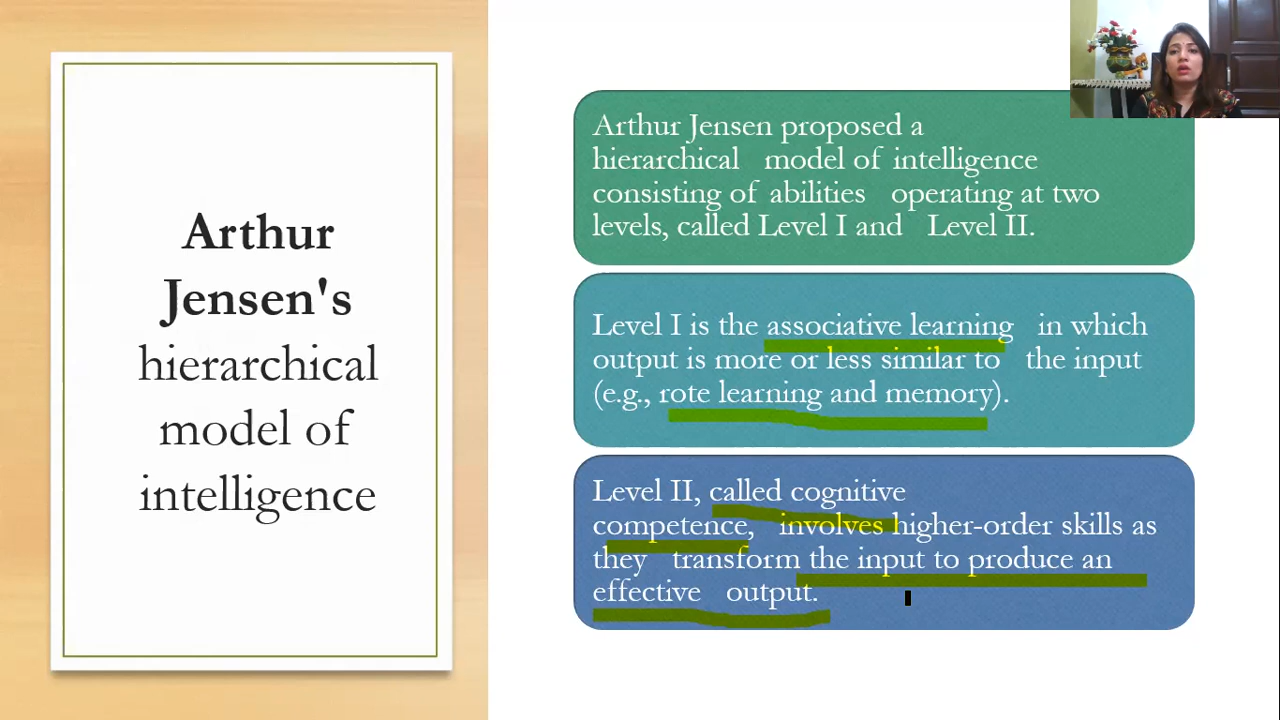 Arthur
Jensen's
hierarchical
model of
intelligence
Arthur Jensen proposed a
hierarchical model of intelligence
consisting of abilities operating at two
levels, called Level I and Level II.
Level I is the associative learning in which
output is more or less similar to the input
(e.g., rote learning and memory).
Level II, called cognitive
competence, involves higher-order skills as
they transform the input to produce an
effective output.